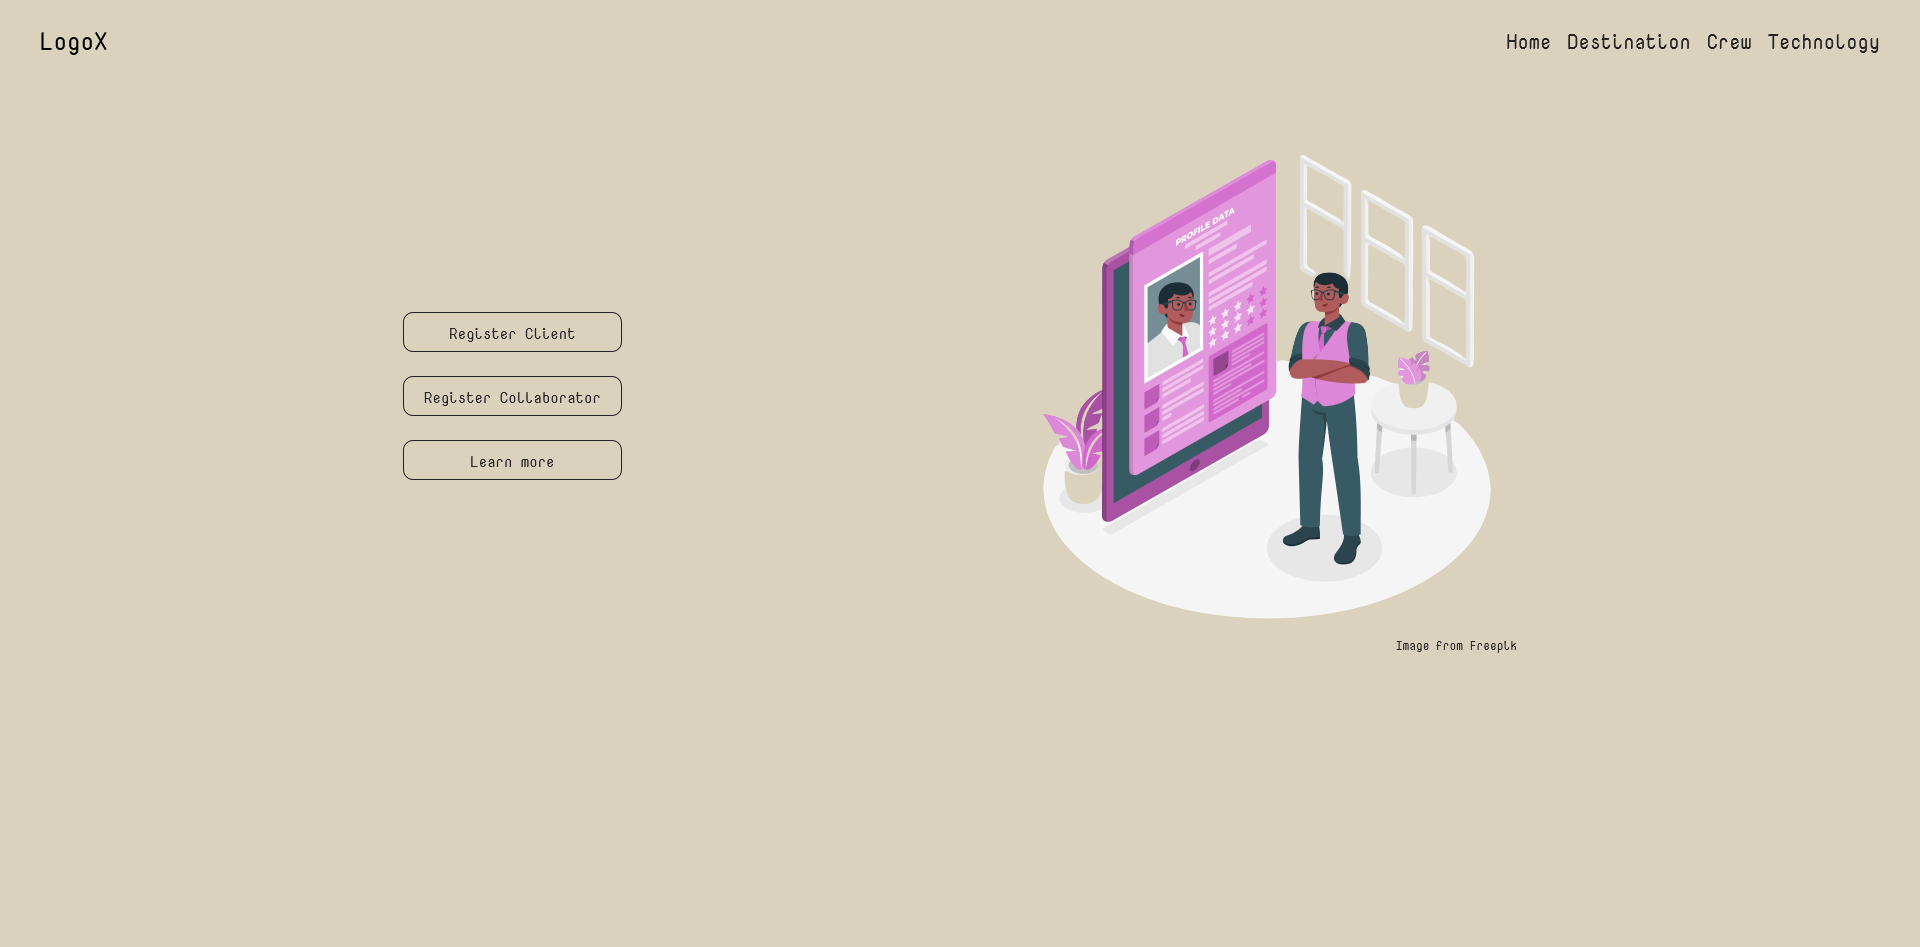 LogoX
Home Destination Crew Technology
PROFILE DATA
Register Client
Register Collaborator
Learn more
Image from Freepik